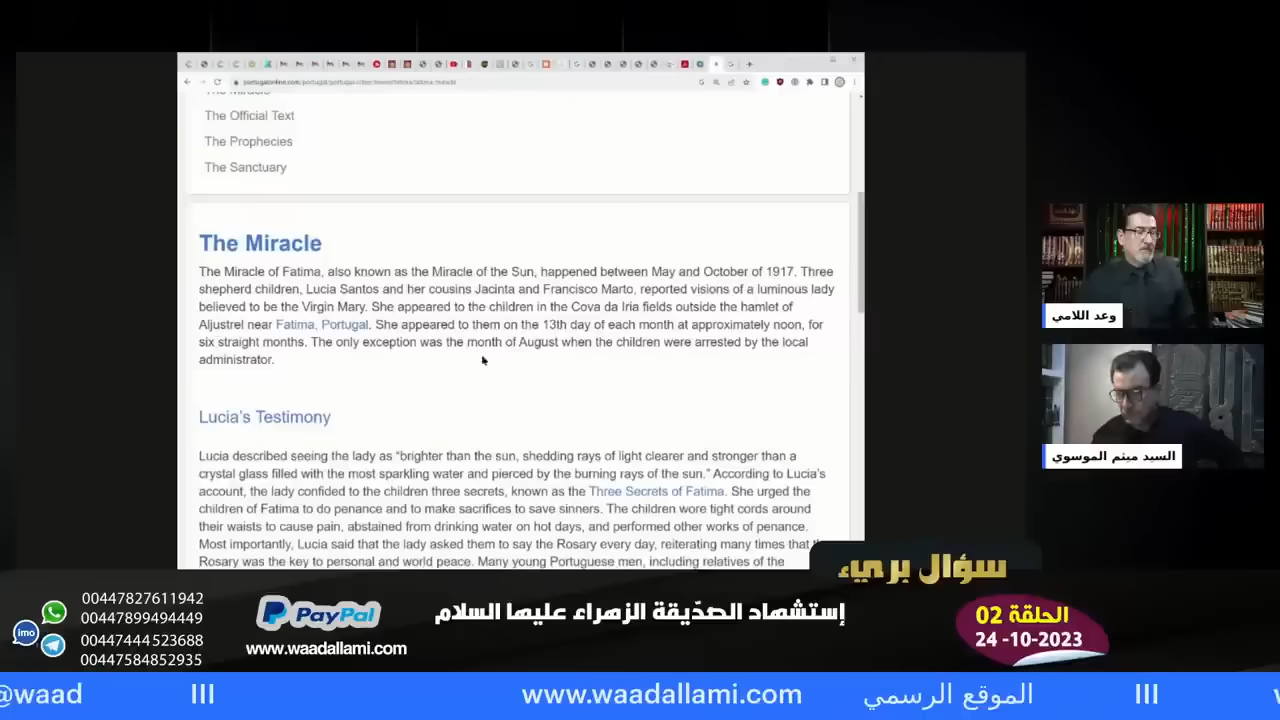 The Miracle
The Official Text
The Prophecies
The Sanctuary
The Miracle
The Miracle of Fatima, also known as the Miracle of the Sun, happened between May and October of 1917. Three
shepherd children, Lucia Santos and her cousins Jacinta and Francisco Marto, reported visions of a luminous lady
believed to be the Virgin Mary. She appeared to the children in the Cova da Iria fields outside the hamlet of
Aljustrel near Fatima, Portugal. She appeared to them on the 13th day of each month at approximately noon, for
six straight months. The only exception was the month of August when the children were arrested by the local
administrator.
Lucia's Testimony
Lucia described seeing the lady as “brighter than the sun, shedding rays of light clearer and stronger than a
crystal glass filled with the most sparkling water and pierced by the burning rays of the sun.” According to Lucia's
account, the lady confided to the children three secrets, known as the Three Secrets of Fatima. She urged the
children of Fatima to do penance and to make sacrifices to save sinners. The children wore tight cords around
their waists to cause pain, abstained from drinking water on hot days, and performed other works of penance.
Most importantly, Lucia said that the lady asked them to say the Rosary every day, reiterating many times that
Rosary was the key to personal and world peace. Many young Portuguese men, including relatives of the
وعد اللامي
السيد ميثم الموسوي
سؤال بريء
الحلقة 02
24 -10-2023
إستشهاد الصدّيقة الزهراء عليها السلام
PayPal
www.waadallami.com
imo
00447827611942
00447899494449
00447444523688
00447584852935
@waad
III
www.waadallami.com
الموقع الرسمي
III